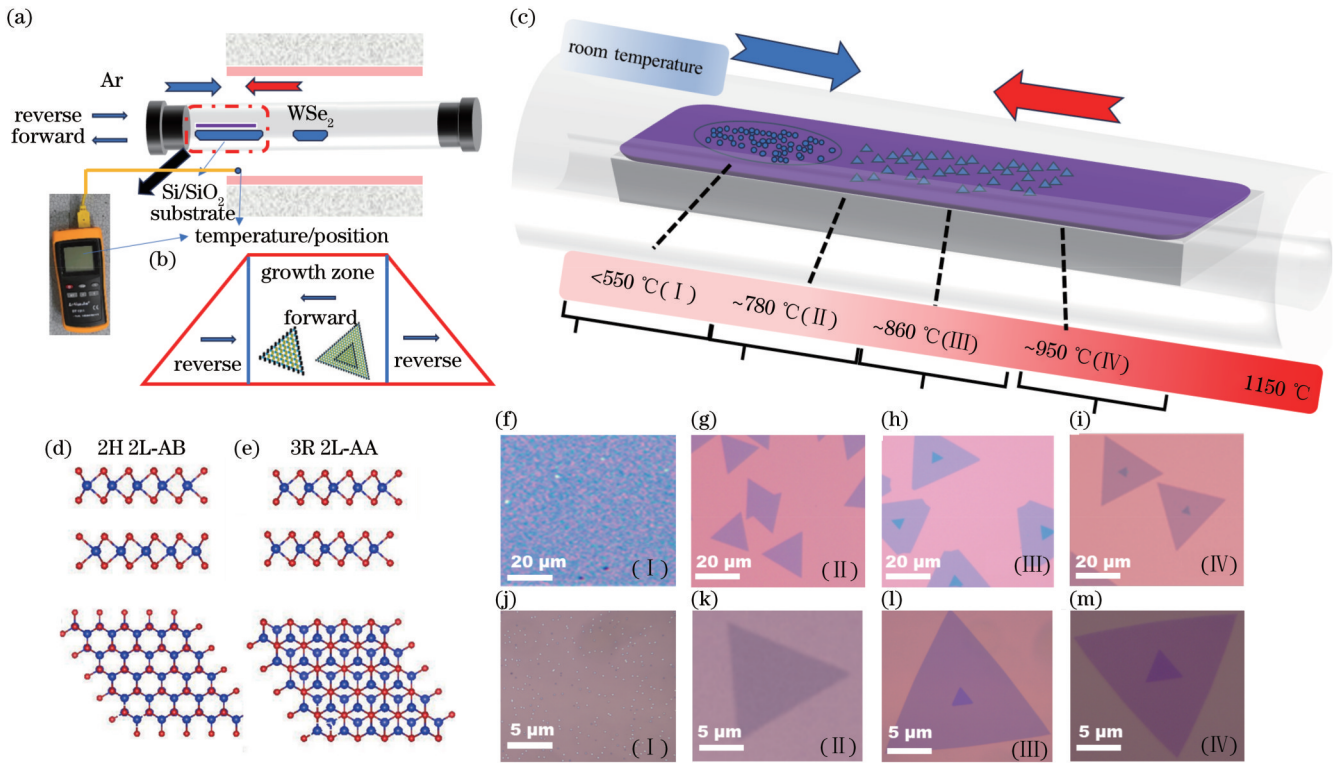 (a)
Ar
reverse
forward
WSe₂
Si/SiO₂
substrate
temperature/position
(b)
growth zone
forward
reverse
reverse
(c)
room temperature
<550 ℃(Ⅰ)
~780 ℃(Ⅱ)
~860 ℃(Ⅲ)
~950 ℃(Ⅳ)
1150 ℃
(d)
2H 2L-AB
(e)
3R 2L-AA
(f)
20 μm
(Ⅰ)
(g)
20 μm
(Ⅱ)
(h)
20 μm
(Ⅲ)
(i)
20 μm
(Ⅳ)
(j)
5 μm
(Ⅰ)
(k)
5 μm
(Ⅱ)
(l)
5 μm
(Ⅲ)
(m)
5 μm
(Ⅳ)